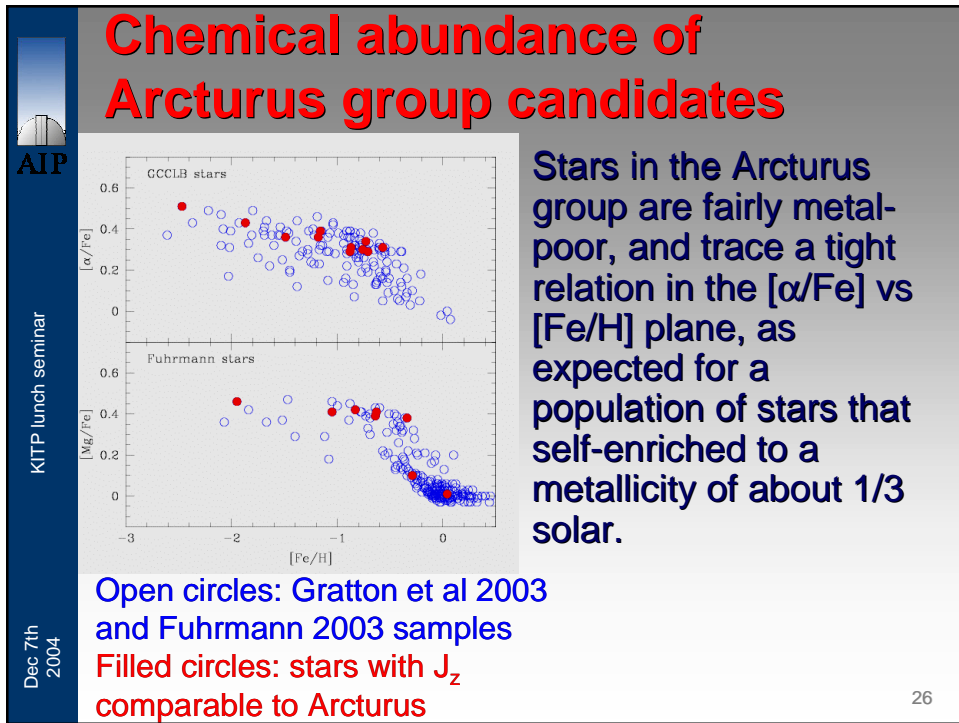 Chemical abundance of
Arcturus group candidates
AIP
KITP lunch seminar
Dec 7th
2004
GCCLB stars
0.6
0.4
0.2
0
[α/Fe]
Fuhrmann stars
0.6
0.4
0.2
0
[Mg/Fe]
−3
−2
−1
0
[Fe/H]
Stars in the Arcturus
group are fairly metal-
poor, and trace a tight
relation in the [α/Fe] vs
[Fe/H] plane, as
expected for a
population of stars that
self-enriched to a
metallicity of about 1/3
solar.
Open circles: Gratton et al 2003
and Fuhrmann 2003 samples
Filled circles: stars with Jz
comparable to Arcturus
26